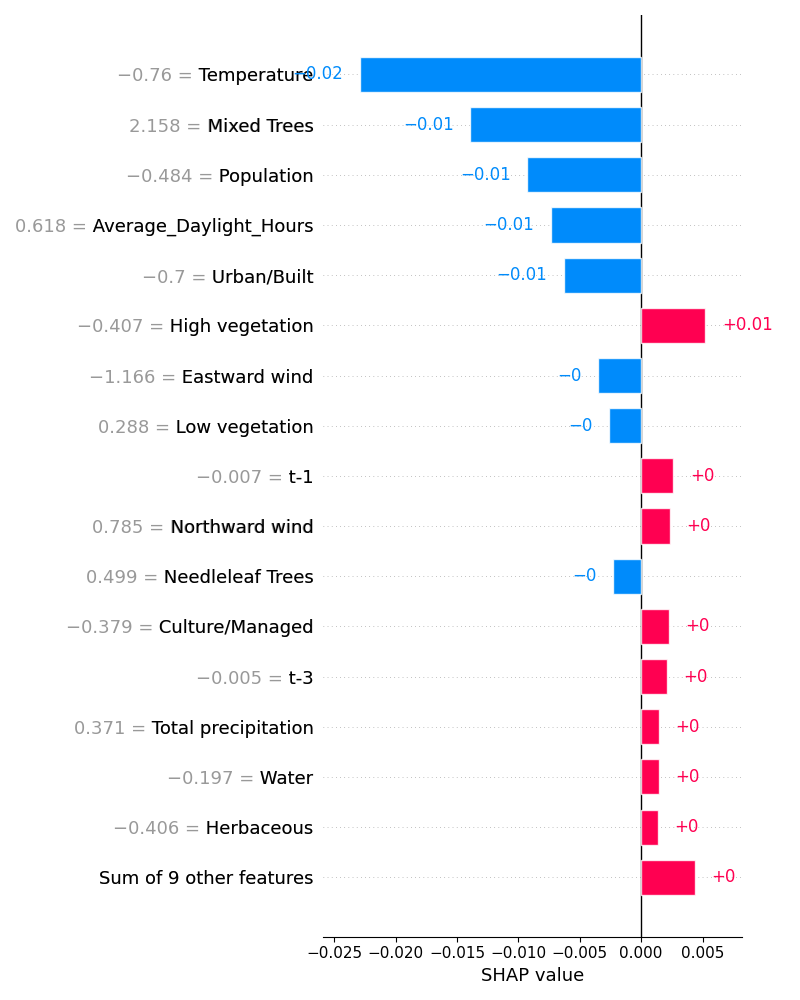 −0.76 = Temperature −0.02
2.158 = Mixed Trees −0.01
−0.484 = Population −0.01
0.618 = Average_Daylight_Hours −0.01
−0.7 = Urban/Built −0.01
−0.407 = High vegetation +0.01
−1.166 = Eastward wind −0
0.288 = Low vegetation −0
−0.007 = t-1 +0
0.785 = Northward wind +0
0.499 = Needleleaf Trees −0
−0.379 = Culture/Managed +0
−0.005 = t-3 +0
0.371 = Total precipitation +0
−0.197 = Water +0
−0.406 = Herbaceous +0
Sum of 9 other features +0
−0.025 −0.020 −0.015 −0.010 −0.005 0.000 0.005
SHAP value